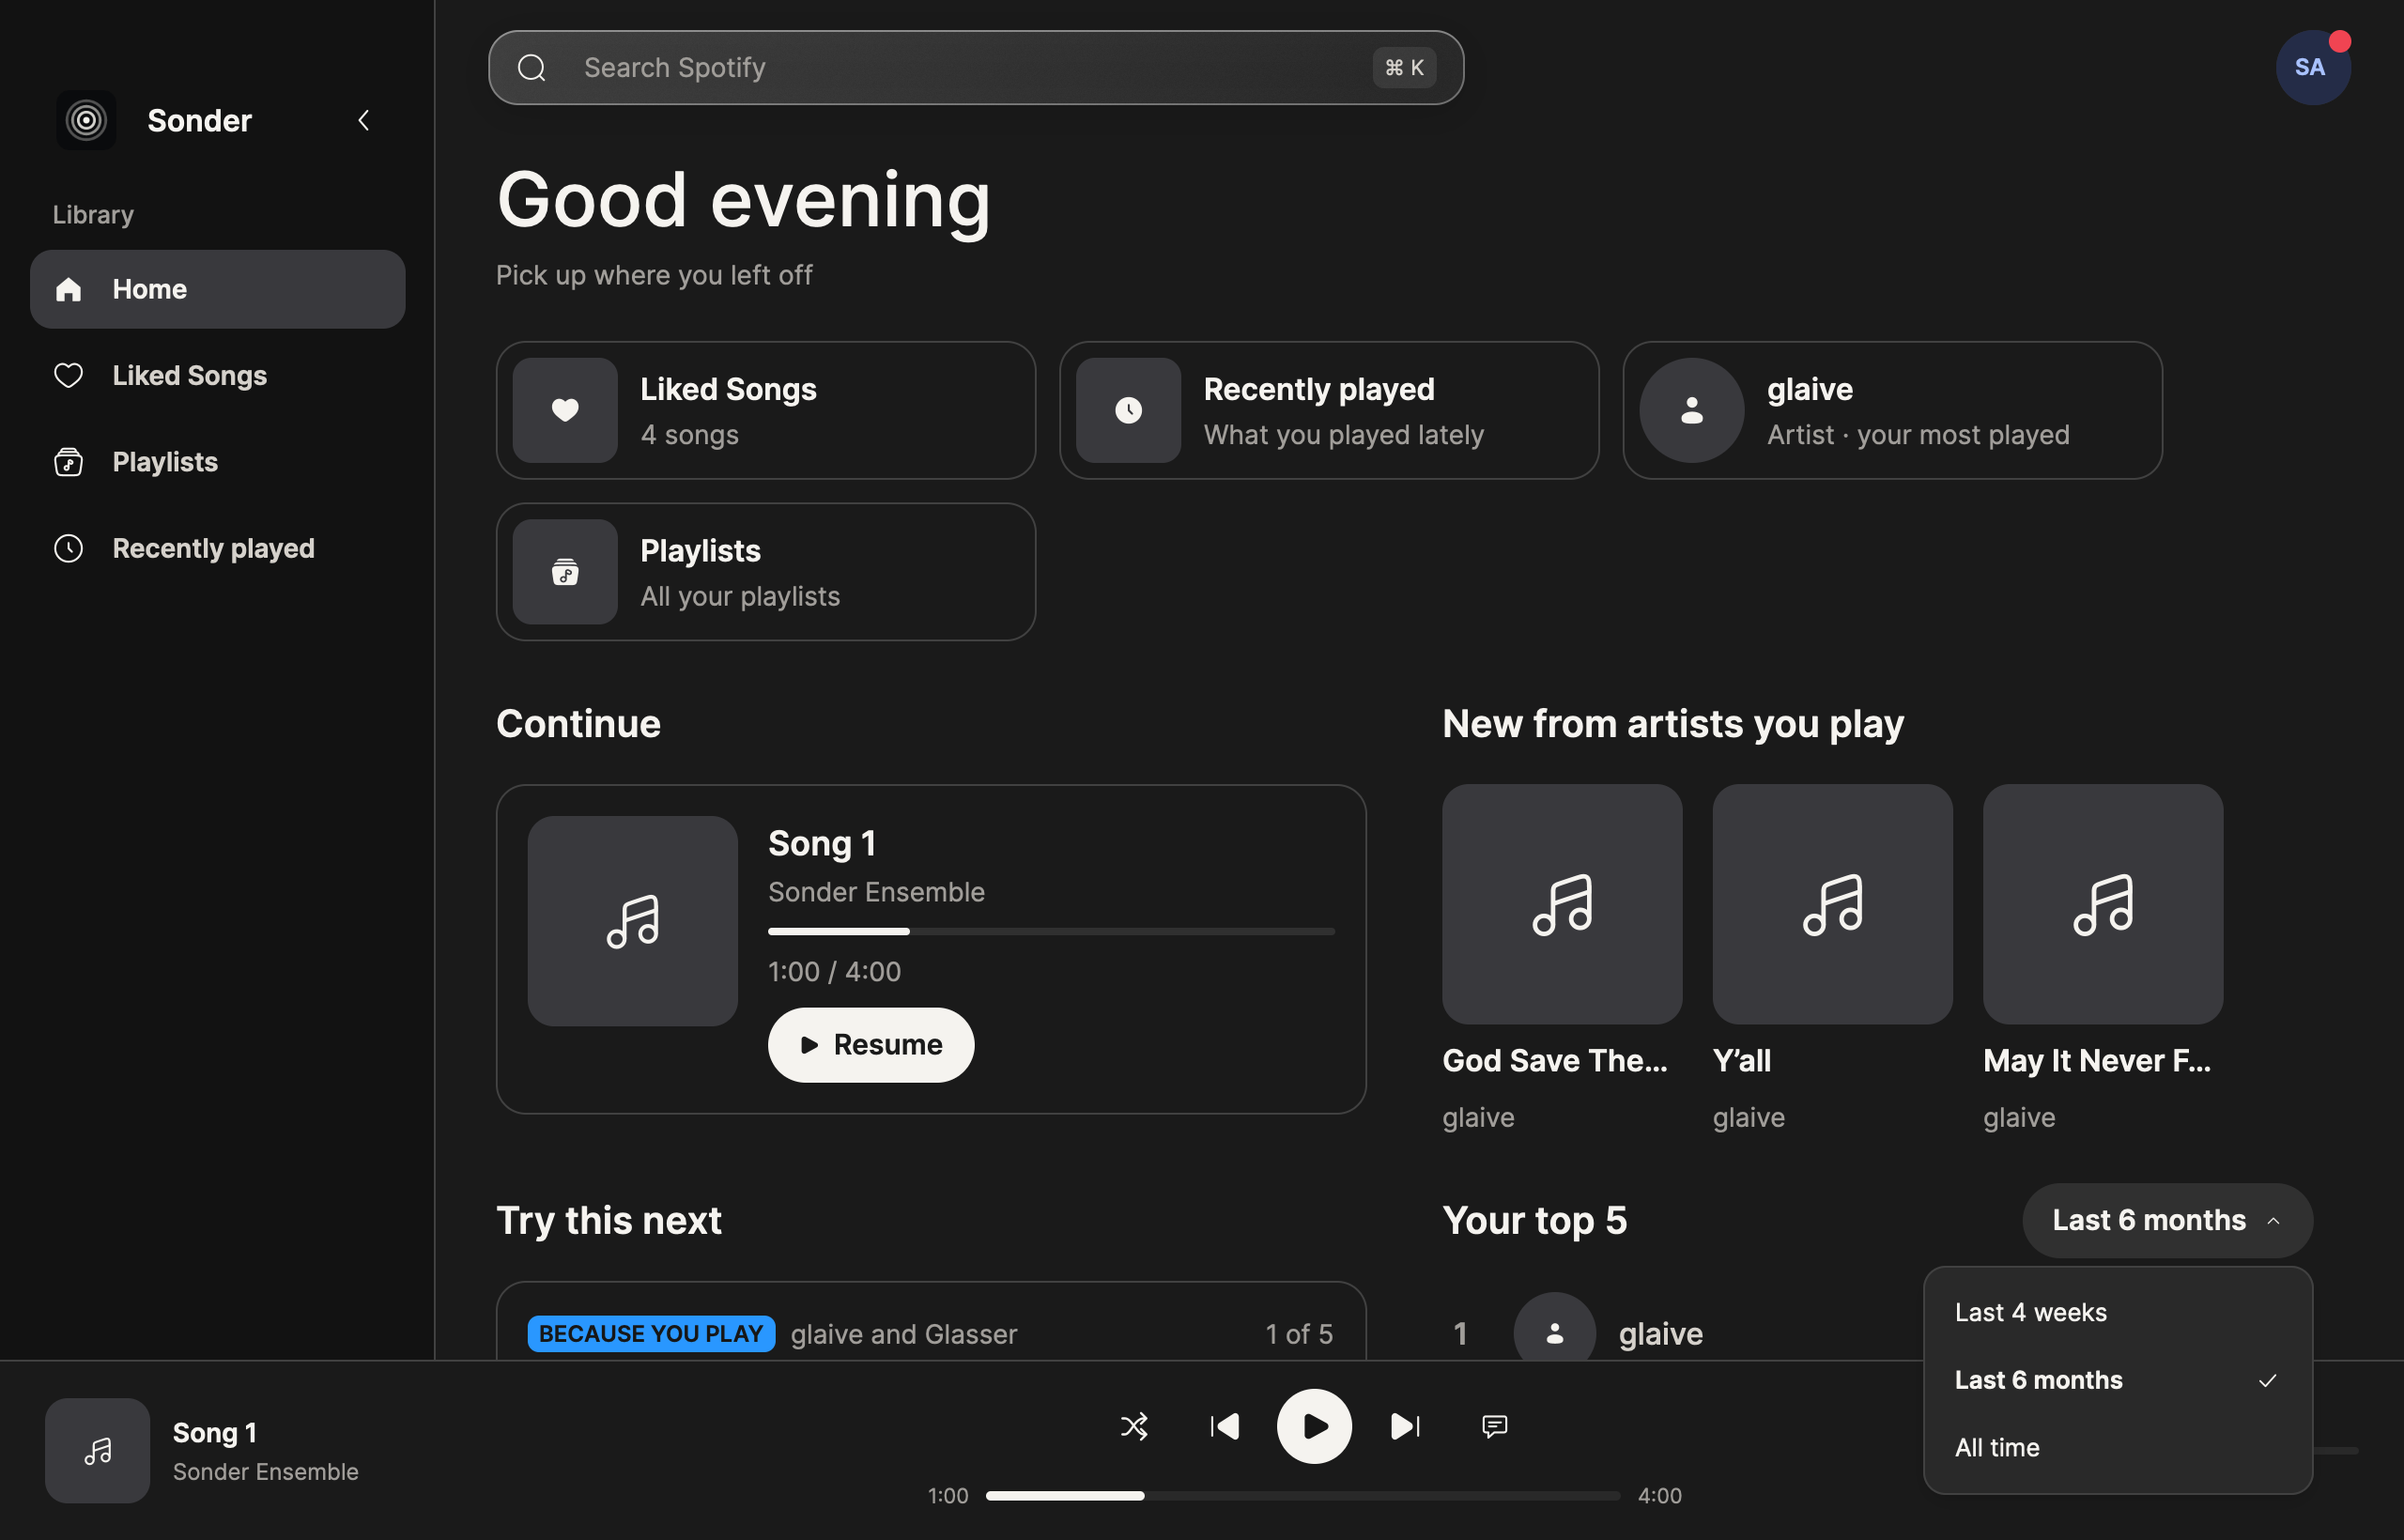 Search Spotify
⌘ K
SA
Sonder
Library
Home
Liked Songs
Playlists
Recently played
Good evening
Pick up where you left off
Liked Songs
4 songs
Recently played
What you played lately
glaive
Artist · your most played
Playlists
All your playlists
Continue
Song 1
Sonder Ensemble
1:00 / 4:00
Resume
New from artists you play
God Save The...
glaive
Y’all
glaive
May It Never F...
glaive
Try this next
BECAUSE YOU PLAY glaive and Glasser
1 of 5
Your top 5
Last 6 months
1 glaive
Last 4 weeks
Last 6 months
All time
Song 1
Sonder Ensemble
1:00
4:00